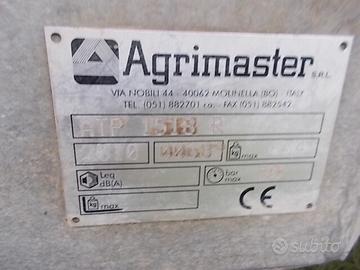 Agrimaster S.R.L.
VIA NOBILI 44 - 40062 MOLINELLA (BO) - ITALY
TEL. (051) 882701 r.a. - FAX (051) 882542
kg max
Leq dB(A)
bar max
kg max
CE
subito